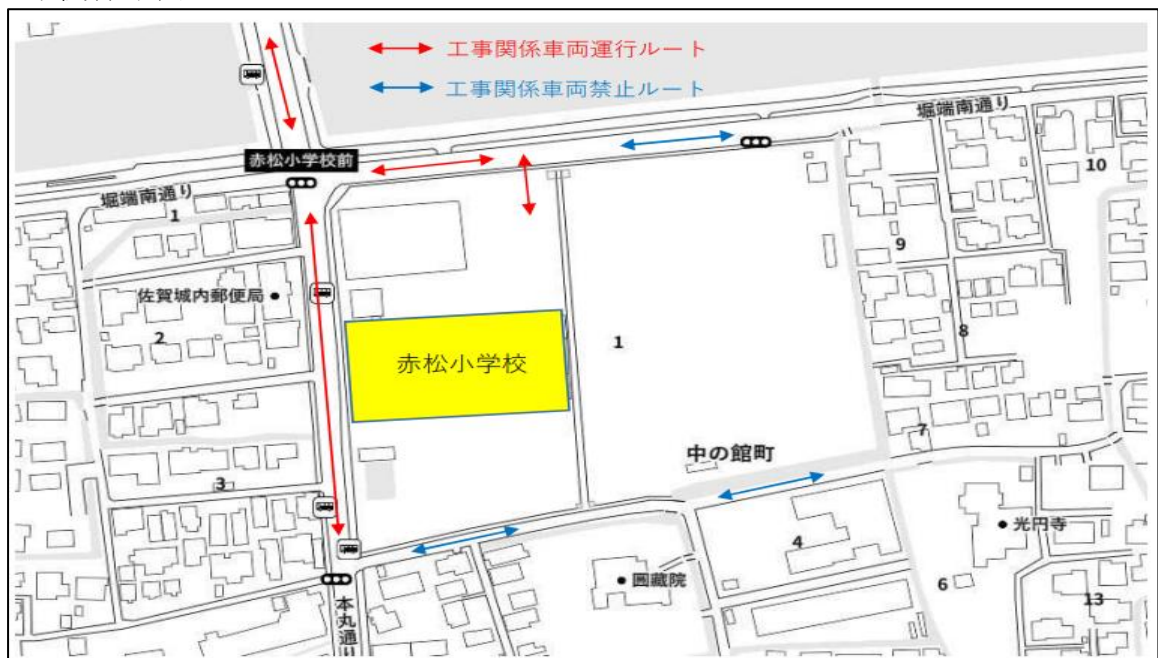 工事関係車両運行ルート
工事関係車両禁止ルート
堀端南通り
赤松小学校前
10
堀端南通り
1
9
佐賀城内郵便局
2
1
8
赤松小学校
7
中の館町
3
光円寺
4
圓藏院
6
13
本丸通り